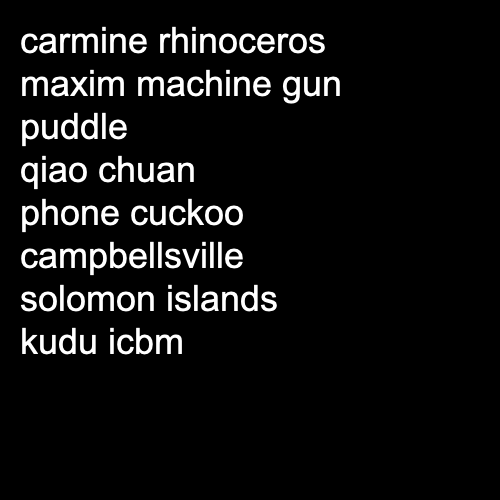 carmine rhinoceros
maxim machine gun
puddle
qiao chuan
phone cuckoo
campbellsville
solomon islands
kudu icbm